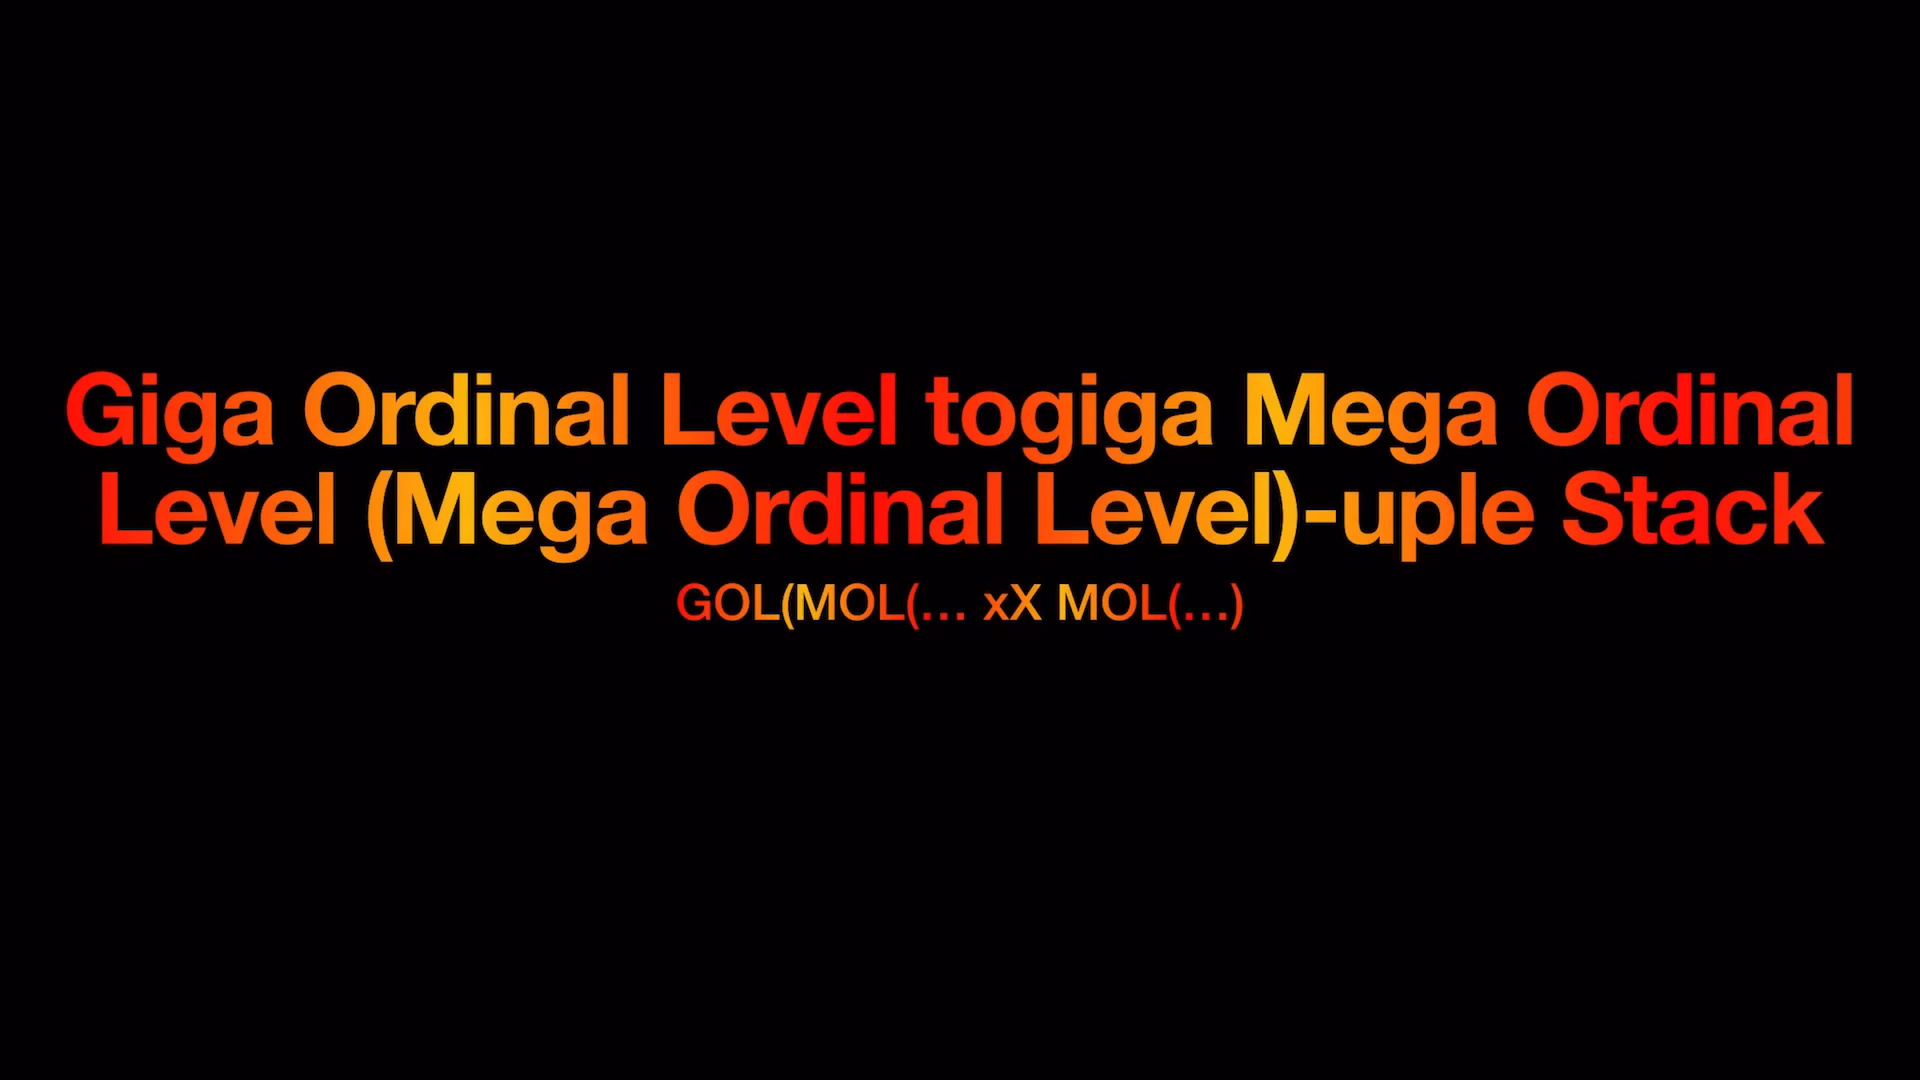 Giga Ordinal Level togiga Mega Ordinal
Level (Mega Ordinal Level)-uple Stack
GOL(MOL(… xX MOL(…)